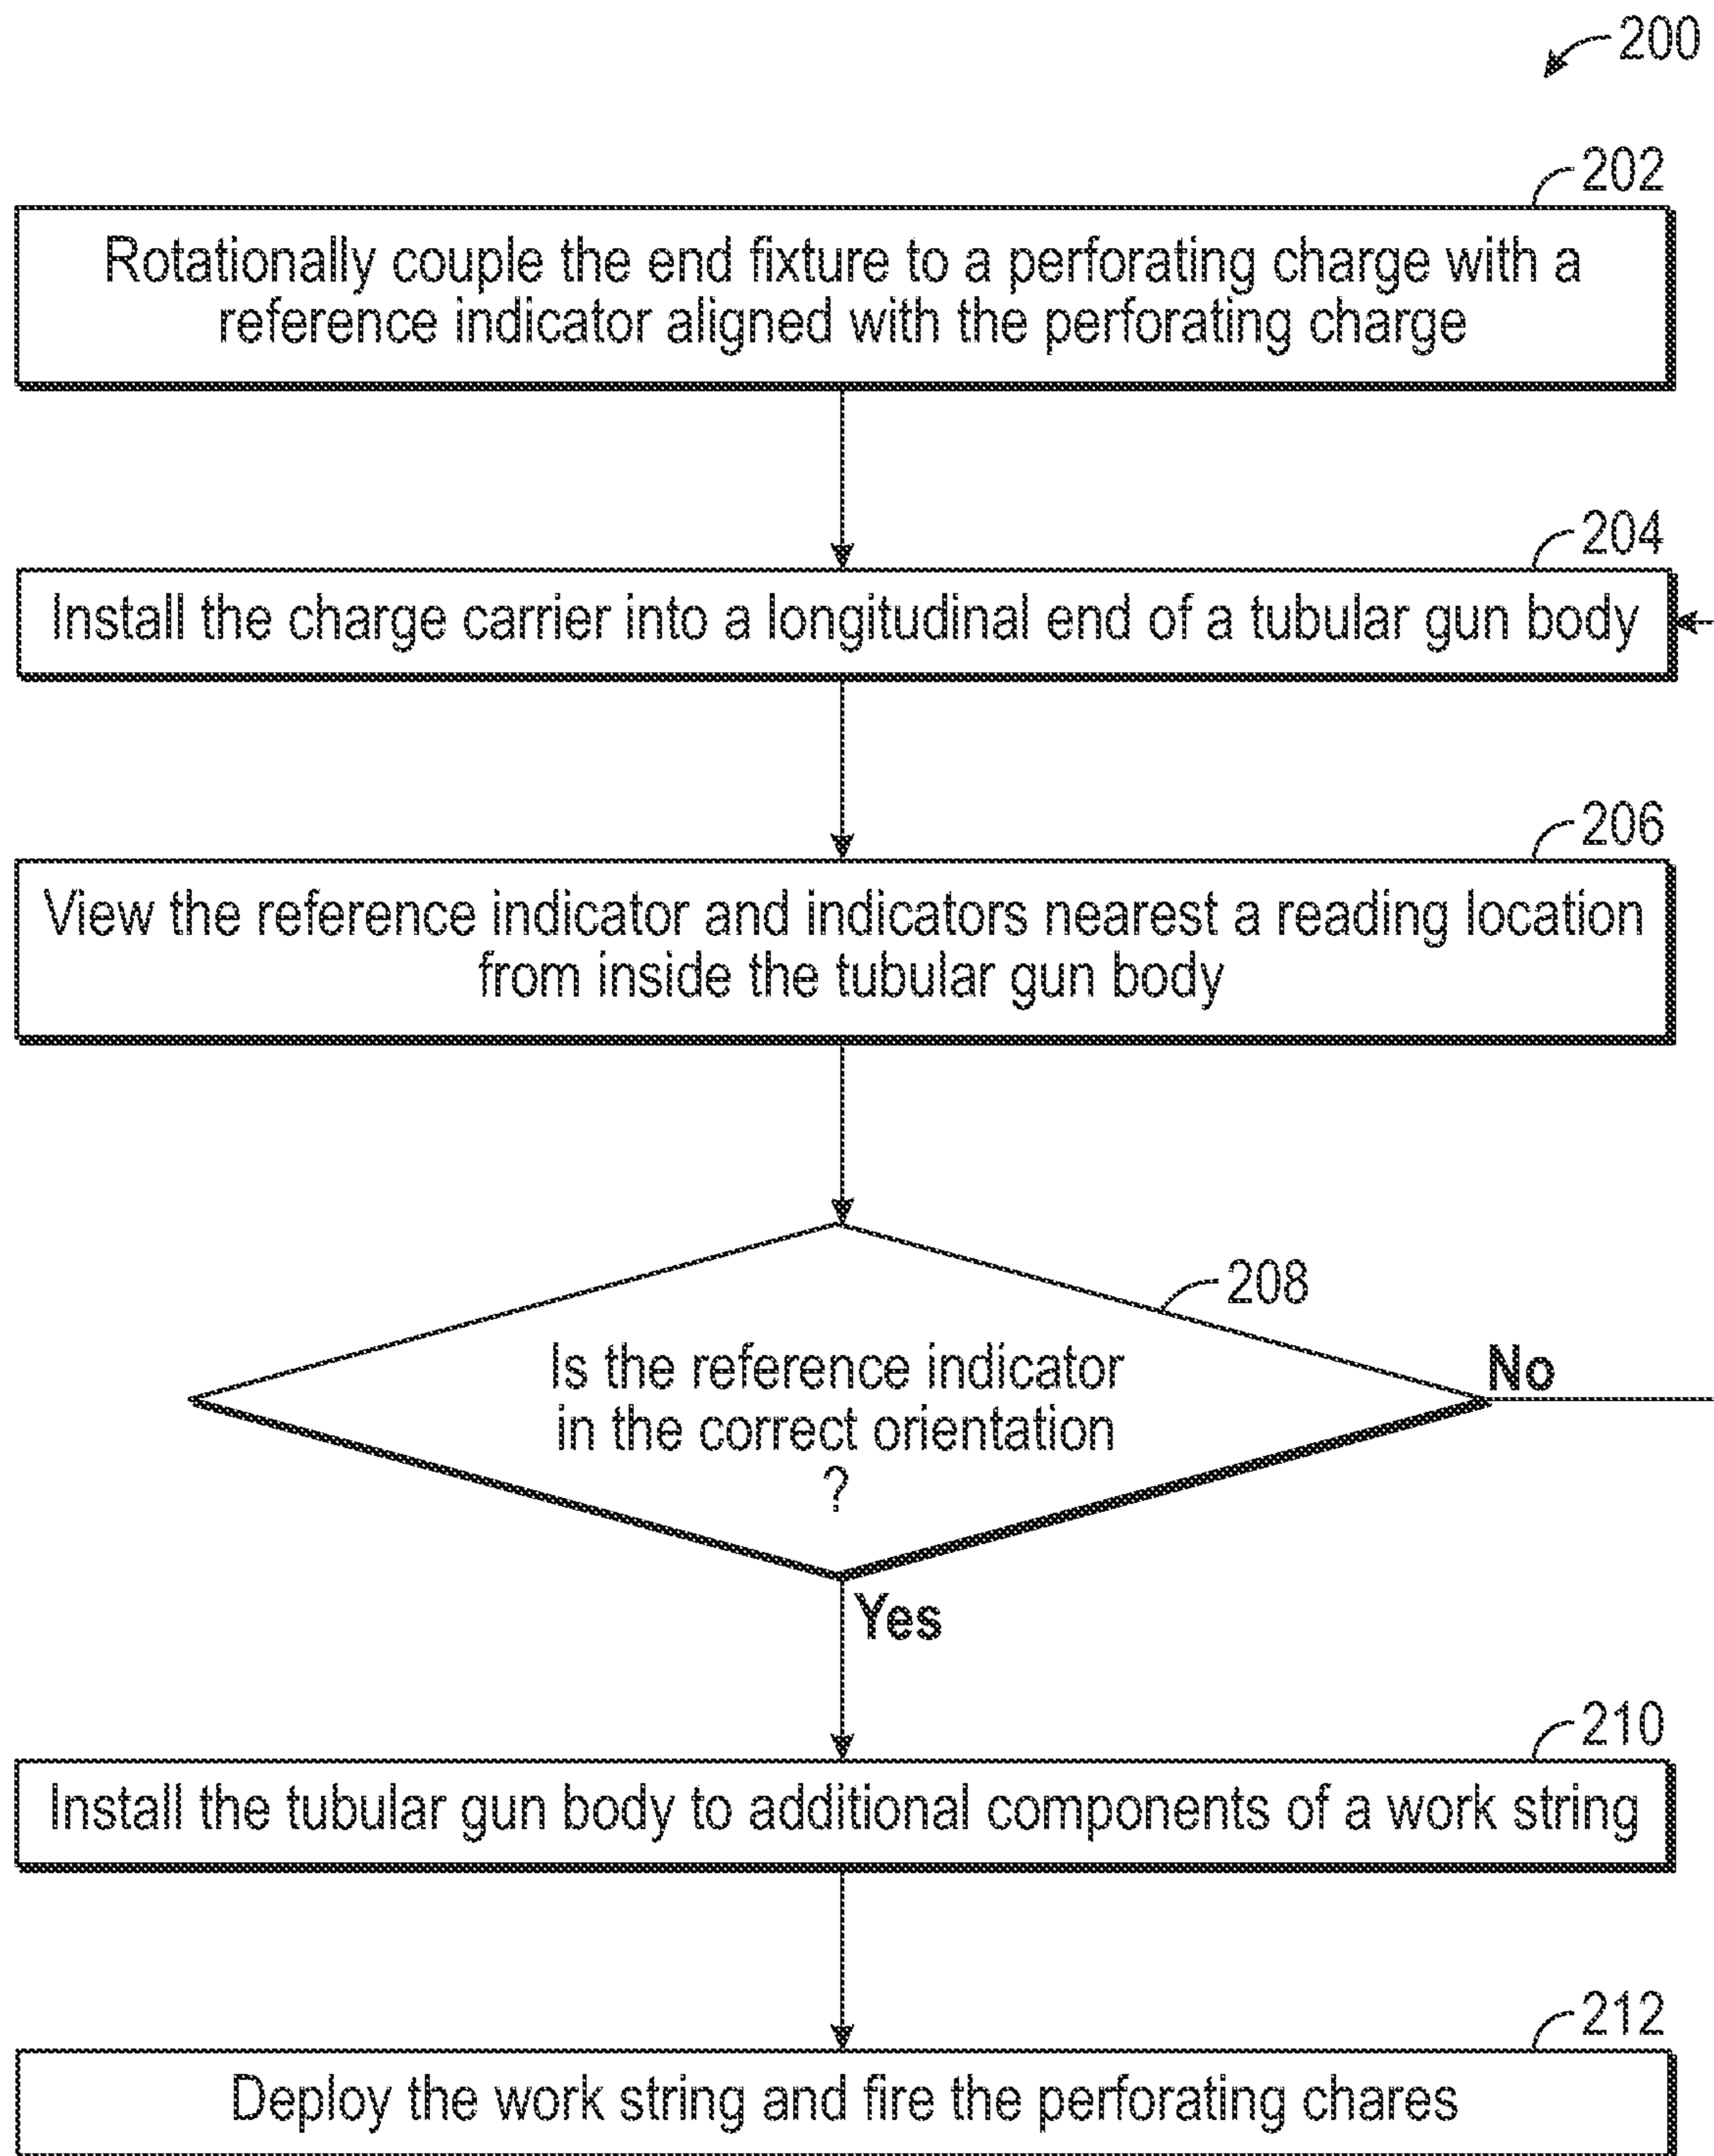 200
202
Rotationally couple the end fixture to a perforating charge with a
reference indicator aligned with the perforating charge
204
Install the charge carrier into a longitudinal end of a tubular gun body
206
View the reference indicator and indicators nearest a reading location
from inside the tubular gun body
208
Is the reference indicator
in the correct orientation
?
No
Yes
210
Install the tubular gun body to additional components of a work string
212
Deploy the work string and fire the perforating chares